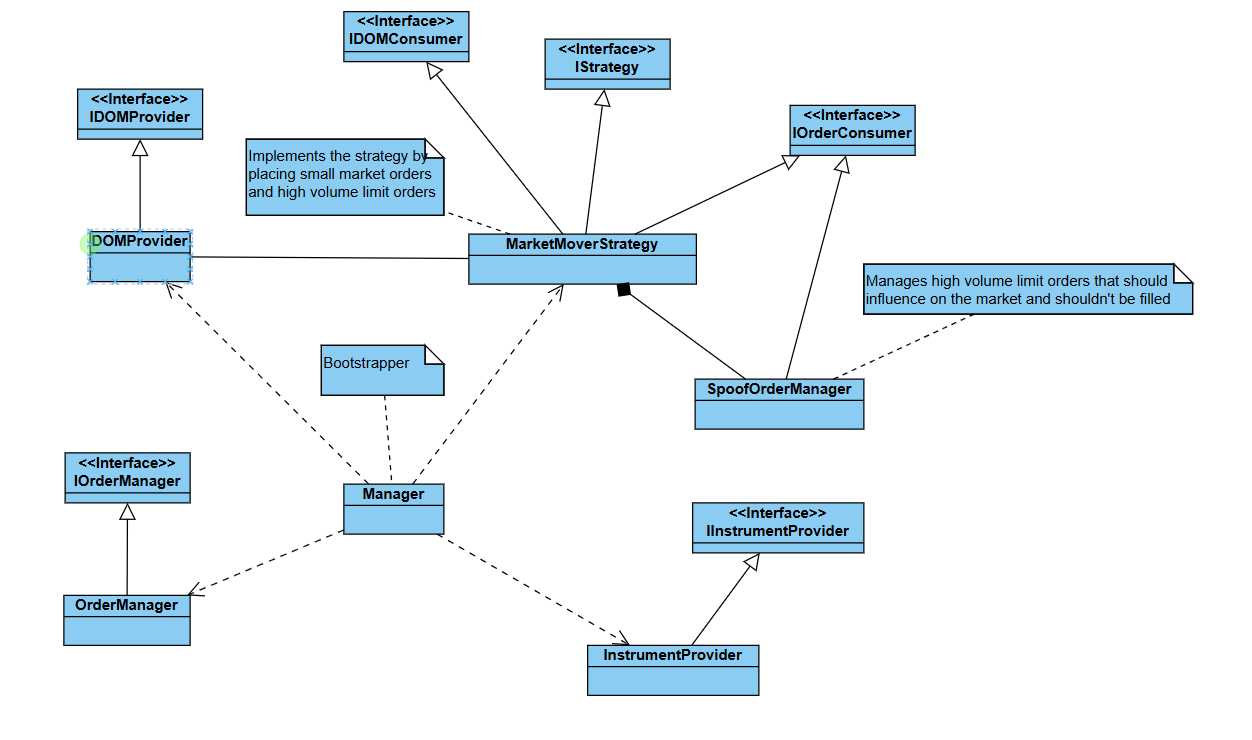 <<Interface>>
IDOMConsumer
<<Interface>>
IStrategy
<<Interface>>
IDOMProvider
<<Interface>>
IOrderConsumer
Implements the strategy by
placing small market orders
and high volume limit orders
DOMProvider
MarketMoverStrategy
Manages high volume limit orders that should
influence on the market and shouldn't be filled
Bootstrapper
SpoofOrderManager
<<Interface>>
IOrderManager
Manager
<<Interface>>
IInstrumentProvider
OrderManager
InstrumentProvider